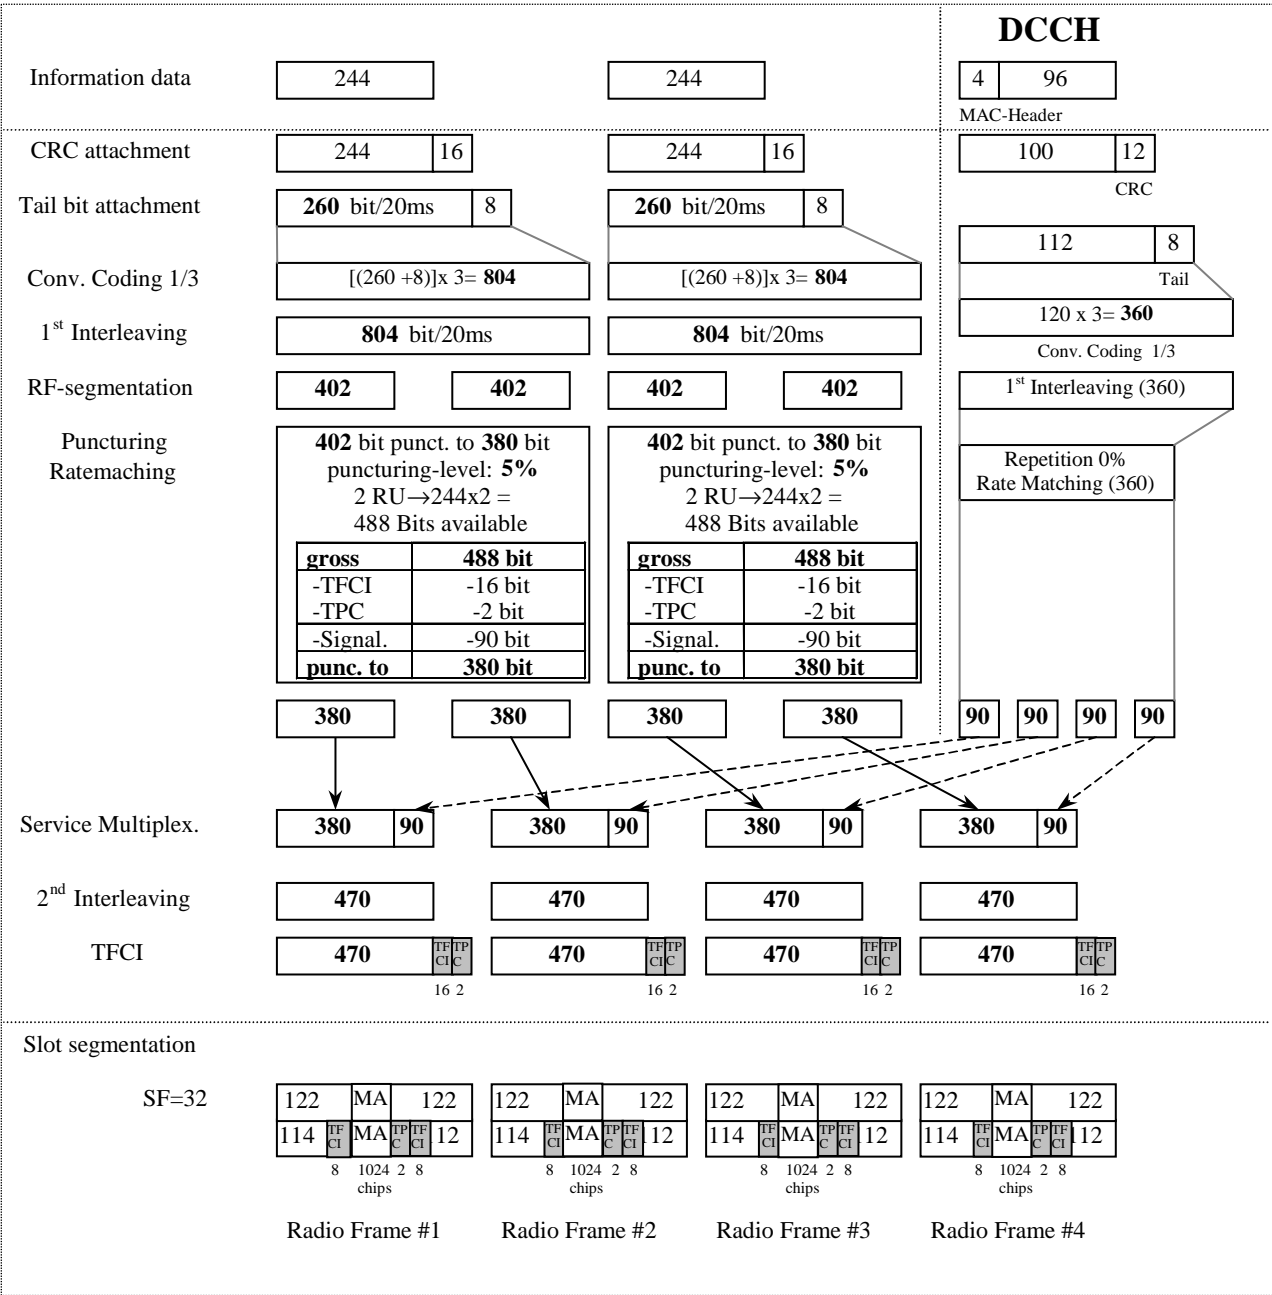 DCCH
Information data 244 244 4 96
MAC-Header
CRC attachment 244 16 244 16 100 12
CRC
Tail bit attachment 260 bit/20ms 8 260 bit/20ms 8
112 8
Tail
Conv. Coding 1/3 [(260 +8)]x 3= 804 [(260 +8)]x 3= 804
120 x 3= 360
Conv. Coding 1/3
1st Interleaving 804 bit/20ms 804 bit/20ms
RF-segmentation 402 402 402 402 1st Interleaving (360)
Puncturing
Ratemaching
402 bit punct. to 380 bit
puncturing-level: 5%
2 RU→244x2 =
488 Bits available
gross 488 bit
-TFCI -16 bit
-TPC -2 bit
-Signal. -90 bit
punc. to 380 bit
402 bit punct. to 380 bit
puncturing-level: 5%
2 RU→244x2 =
488 Bits available
gross 488 bit
-TFCI -16 bit
-TPC -2 bit
-Signal. -90 bit
punc. to 380 bit
Repetition 0%
Rate Matching (360)
380 380 380 380 90 90 90 90
Service Multiplex. 380 90 380 90 380 90 380 90
2nd Interleaving 470 470 470 470
TFCI 470 TF CI TP C 470 TF CI TP C 470 TF CI TP C 470 TF CI TP C
16 2 16 2 16 2 16 2
Slot segmentation
SF=32 122 MA 122 122 MA 122 122 MA 122 122 MA 122
114 TF CI MA TP C TF CI 112 114 TF CI MA TP C TF CI 112 114 TF CI MA TP C TF CI 112 114 TF CI MA TP C TF CI 112
8 1024 2 8 8 1024 2 8 8 1024 2 8 8 1024 2 8
chips chips chips chips
Radio Frame #1 Radio Frame #2 Radio Frame #3 Radio Frame #4